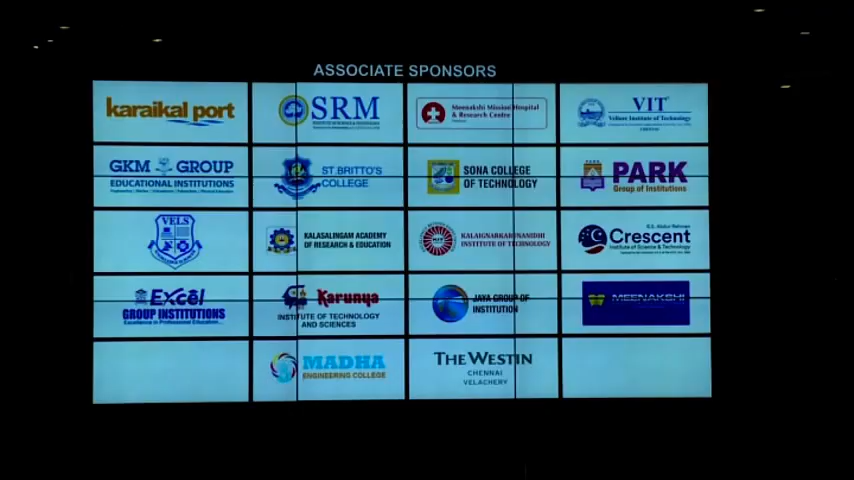 ASSOCIATE SPONSORS
karaikal port
SRM
Meenakshi Mission Hospital
& Research Centre
VIT
Vellore Institute of Technology
CHENNAI
GKM GROUP
EDUCATIONAL INSTITUTIONS
ST.BRITTO'S
COLLEGE
SONA COLLEGE
OF TECHNOLOGY
PARK
Group of Institutions
VELS
KALASALINGAM ACADEMY
OF RESEARCH & EDUCATION
KALAIGNARKARUNANIDHI
INSTITUTE OF TECHNOLOGY
B.S. Abdur Rahman
Crescent
Institute of Science & Technology
Excel
GROUP INSTITUTIONS
Excellence in Professional Education...
Karunya
INSTITUTE OF TECHNOLOGY
AND SCIENCES
JAYA GROUP OF
INSTITUTION
MEENAKSHI
MADHA
ENGINEERING COLLEGE
THE WESTIN
CHENNAI
VELACHERY